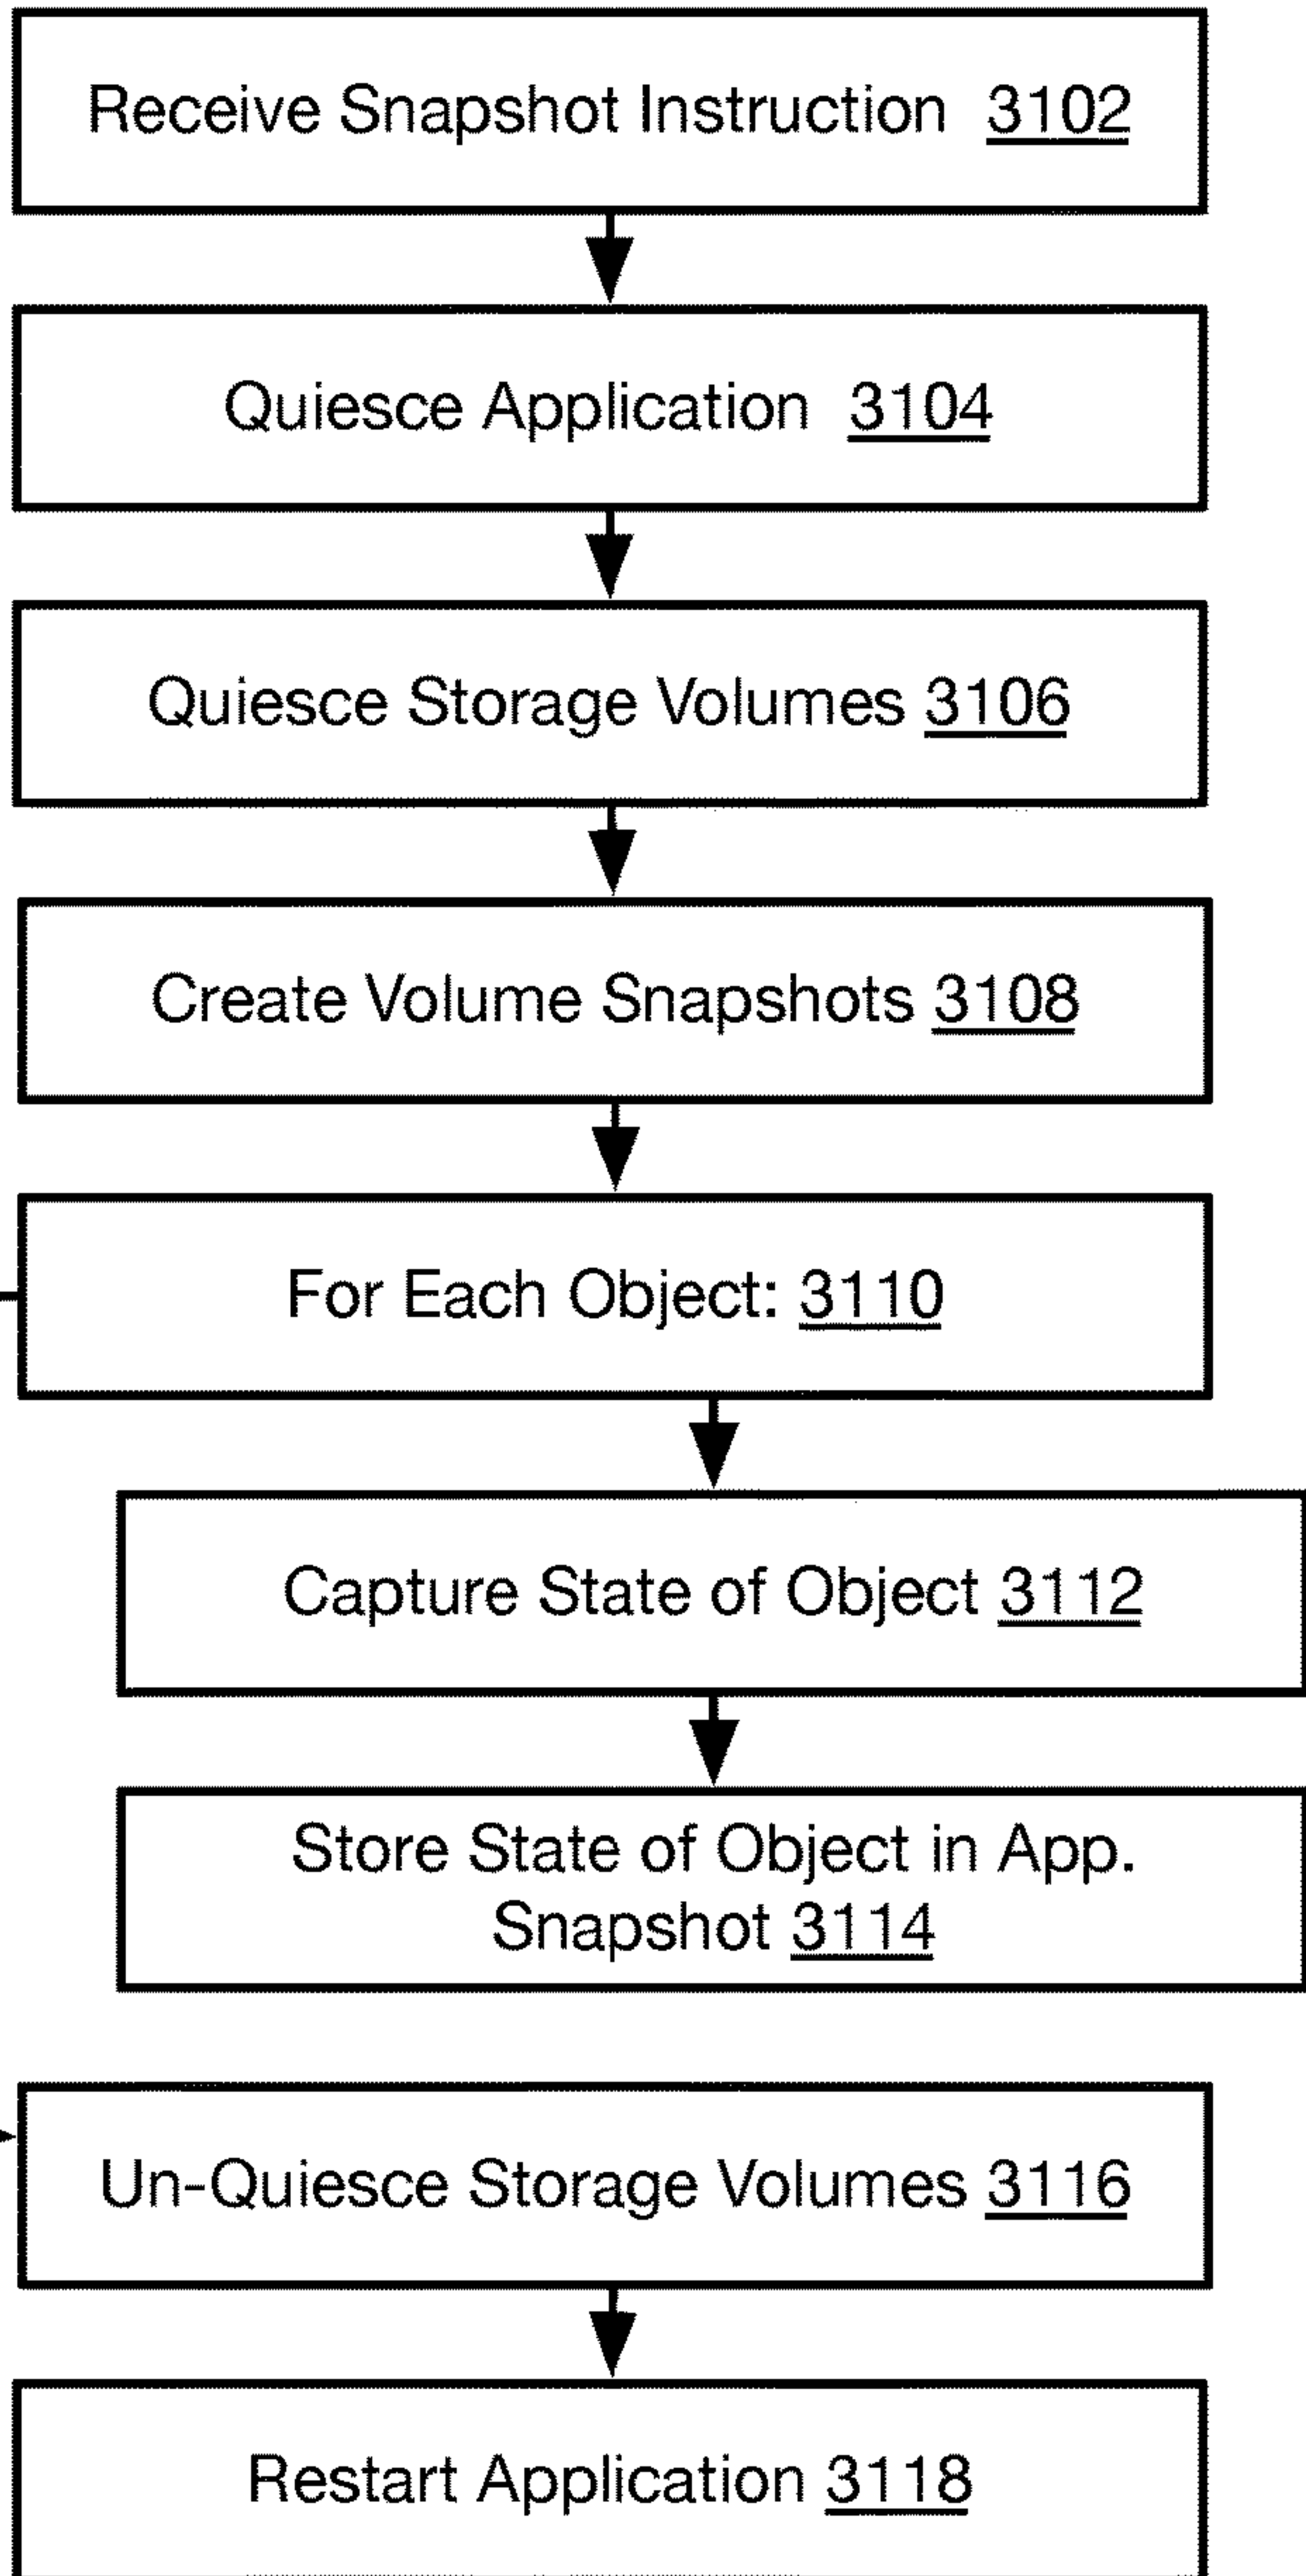 Receive Snapshot Instruction 3102
Quiesce Application 3104
Quiesce Storage Volumes 3106
Create Volume Snapshots 3108
For Each Object: 3110
Capture State of Object 3112
Store State of Object in App.
Snapshot 3114
Un-Quiesce Storage Volumes 3116
Restart Application 3118